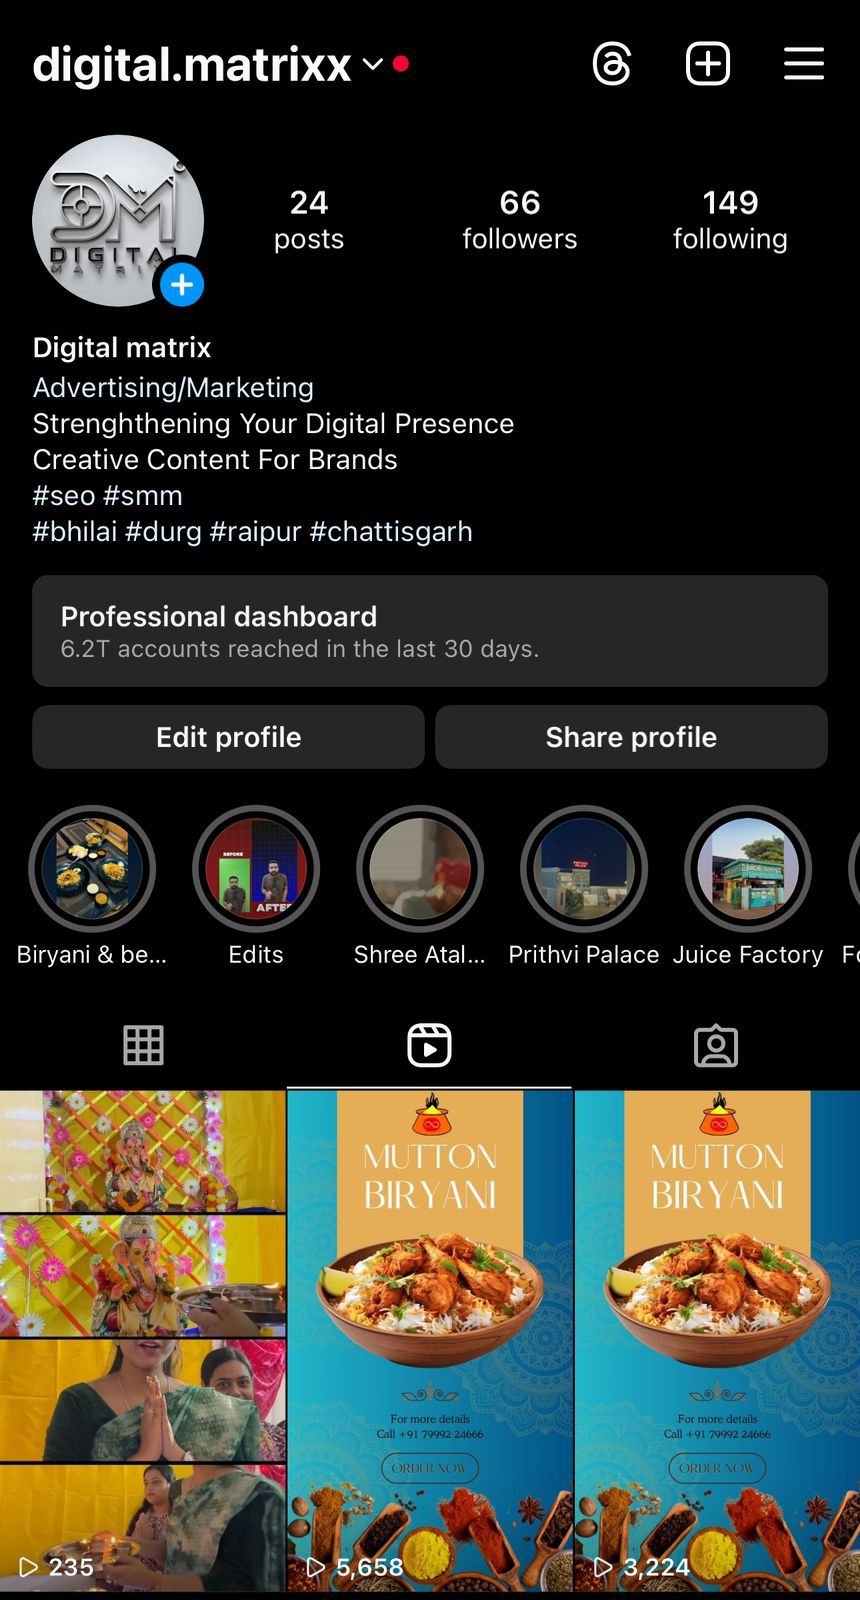 digital.matrixx
24
posts
66
followers
149
following
DM
DIGITAL
MATRI
Digital matrix
Advertising/Marketing
Strenghthening Your Digital Presence
Creative Content For Brands
#seo #smm
#bhilai #durg #raipur #chattisgarh
Professional dashboard
6.2T accounts reached in the last 30 days.
Edit profile
Share profile
BEFORE
AFTER
Biryani & be...
Edits
Shree Atal...
Prithvi Palace
Juice Factory
Fo
MUTTON
BIRYANI
For more details
Call +91 79992 24666
ORDER NOW
MUTTON
BIRYANI
For more details
Call +91 79992 24666
ORDER NOW
235
5,658
3,224